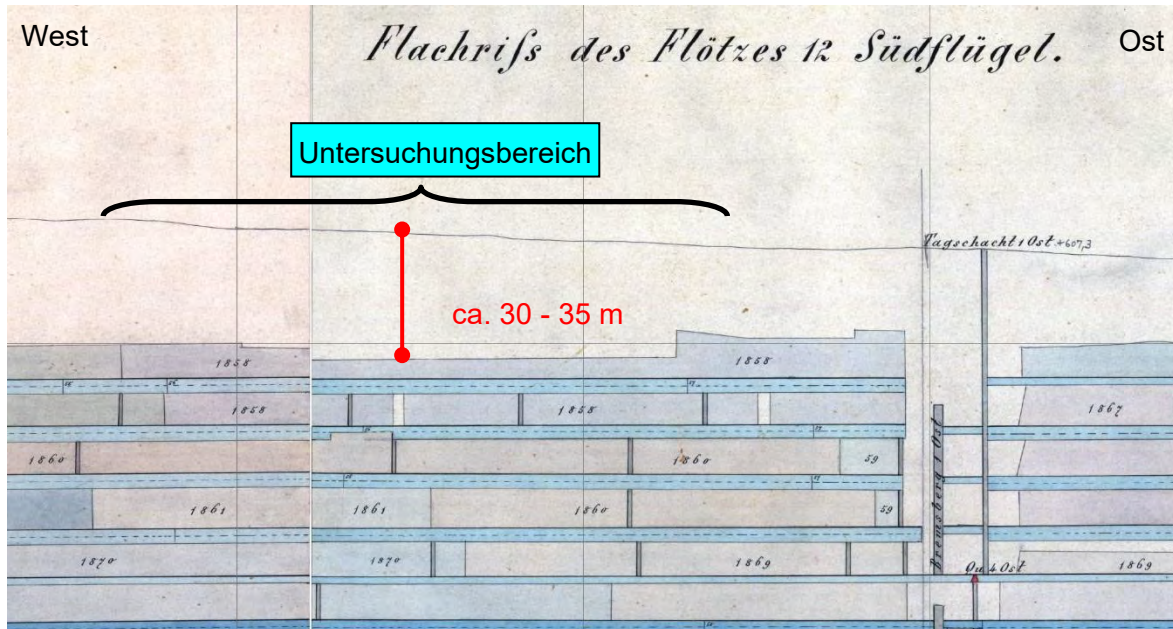 West
Flachriſs des Flötzes 12 Südflügel.
Ost
Untersuchungsbereich
Tagschacht 1 Ost +607,3
ca. 30 - 35 m
1858
1858
1858
1858
1867
1860
1860
59
1861
1861
1860
59
Bremsberg 1 Ost
1870
1870
1869
Qu. 4 Ost
1869